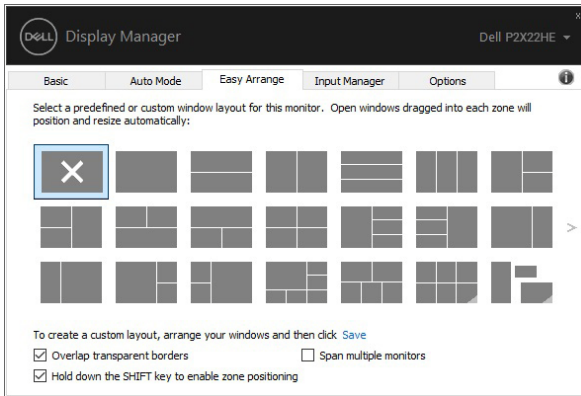 DELL Display Manager
Dell P2X22HE
Basic Auto Mode Easy Arrange Input Manager Options
Select a predefined or custom window layout for this monitor. Open windows dragged into each zone will
position and resize automatically:
To create a custom layout, arrange your windows and then click Save
Overlap transparent borders
Span multiple monitors
Hold down the SHIFT key to enable zone positioning